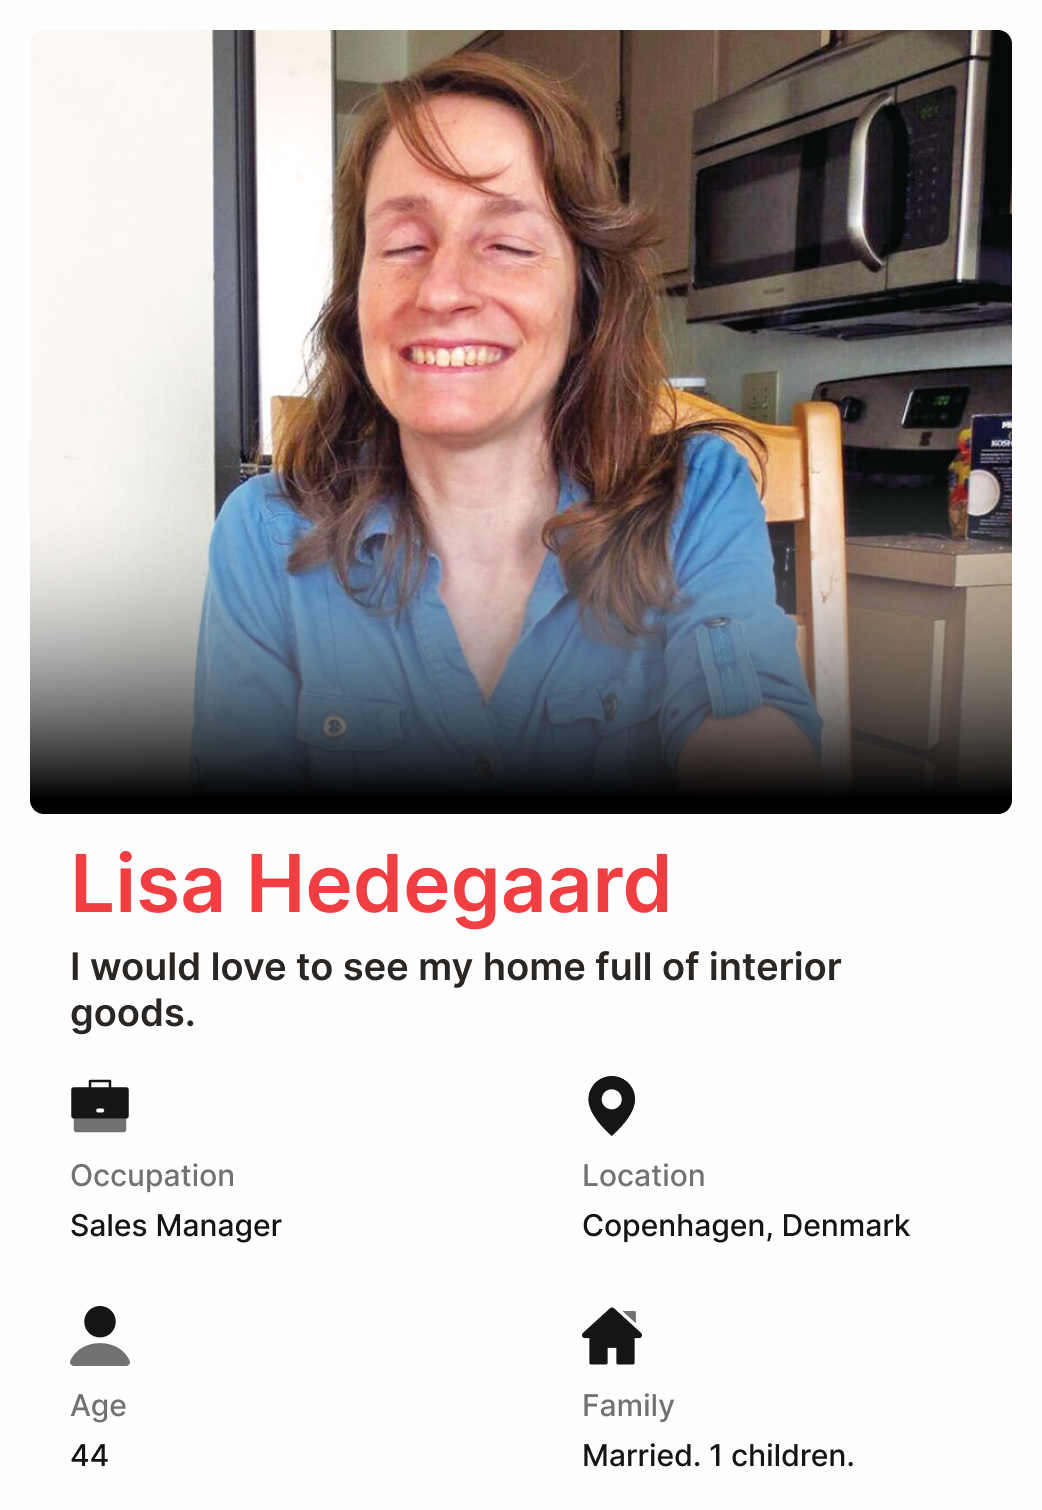 Lisa Hedegaard
I would love to see my home full of interior
goods.
Occupation
Sales Manager
Location
Copenhagen, Denmark
Age
44
Family
Married. 1 children.